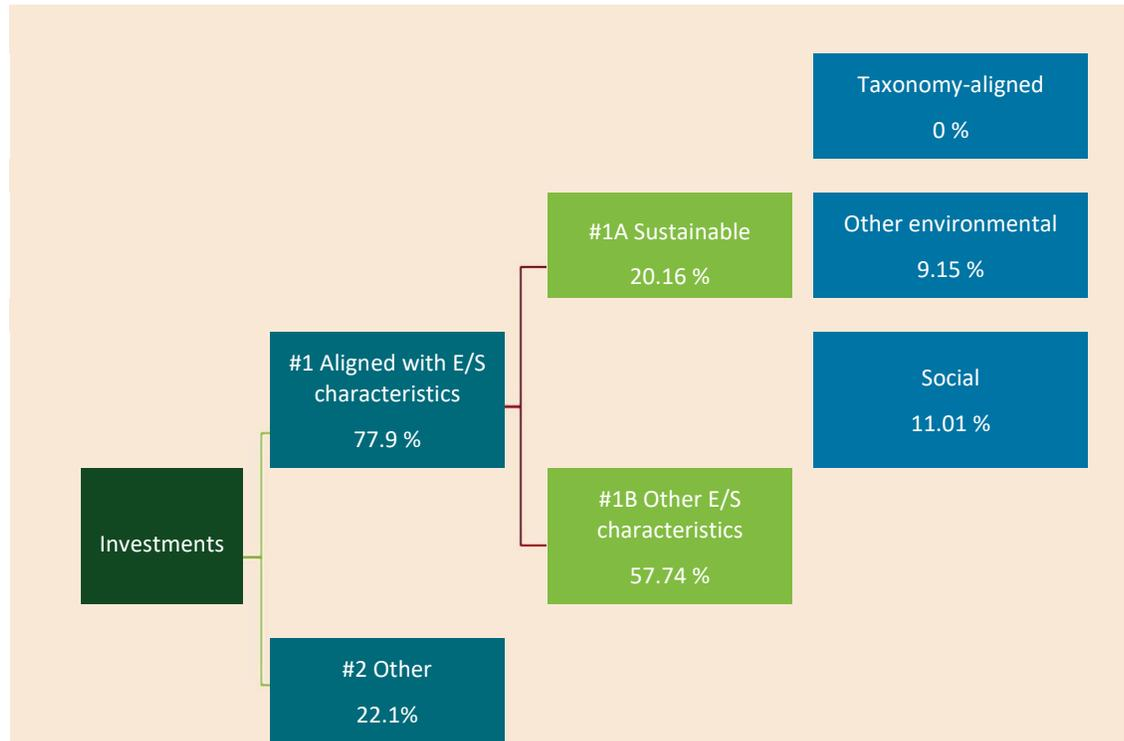 Taxonomy-aligned
0 %
#1A Sustainable
20.16 %
Other environmental
9.15 %
#1 Aligned with E/S
characteristics
77.9 %
Social
11.01 %
Investments
#1B Other E/S
characteristics
57.74 %
#2 Other
22.1%